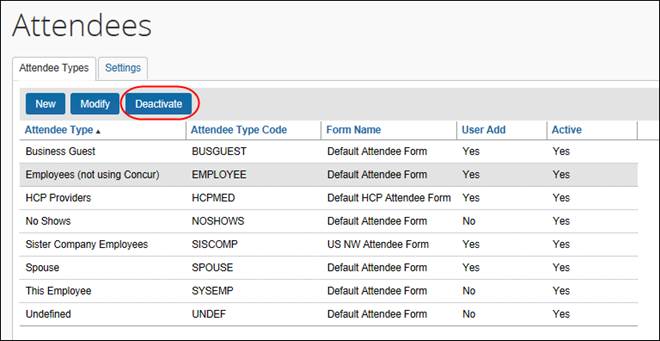 Attendees
Attendee Types Settings
New Modify Deactivate
Attendee Type Attendee Type Code Form Name User Add Active
Business Guest BUSGUEST Default Attendee Form Yes Yes
Employees (not using Concur) EMPLOYEE Default Attendee Form Yes Yes
HCP Providers HCPMED Default HCP Attendee Form Yes Yes
No Shows NOSHOWS Default Attendee Form No Yes
Sister Company Employees SISCOMP US NW Attendee Form Yes Yes
Spouse SPOUSE Default Attendee Form Yes Yes
This Employee SYSEMP Default Attendee Form No Yes
Undefined UNDEF Default Attendee Form No Yes